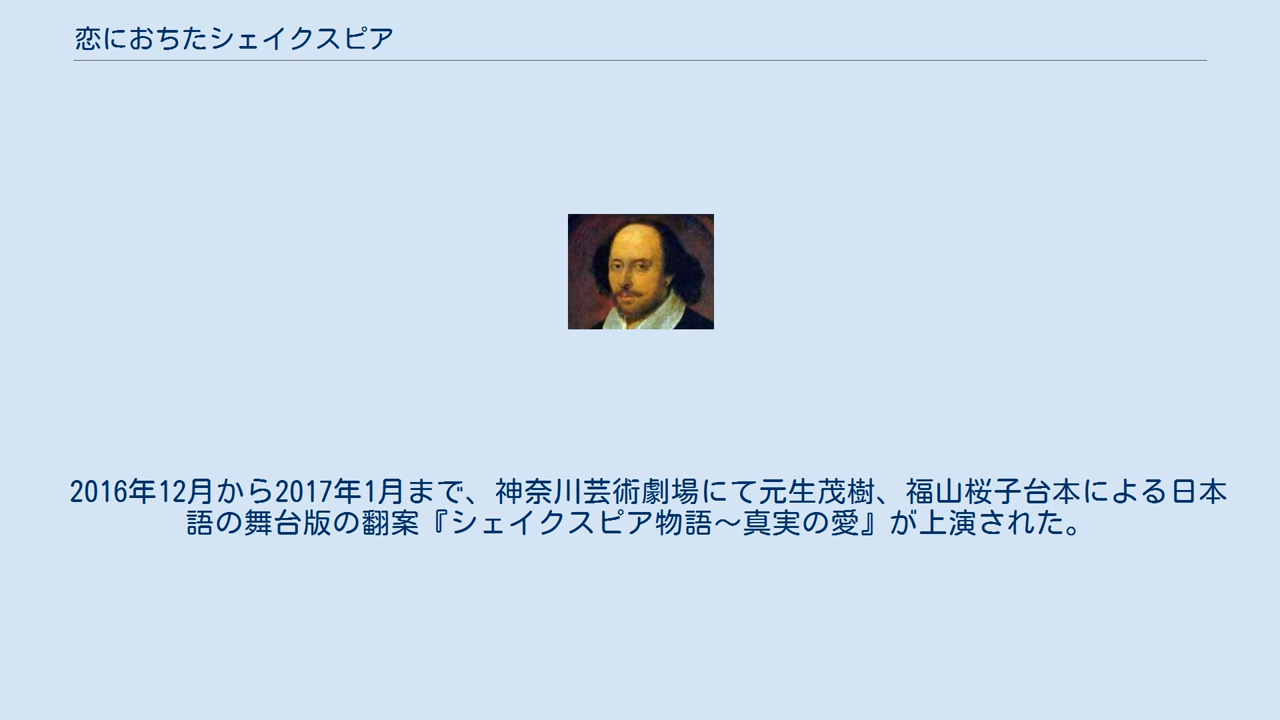 恋におちたシェイクスピア
2016年12月から2017年1月まで、神奈川芸術劇場にて元生茂樹、福山桜子台本による日本
語の舞台版の翻案『シェイクスピア物語～真実の愛』が上演された。